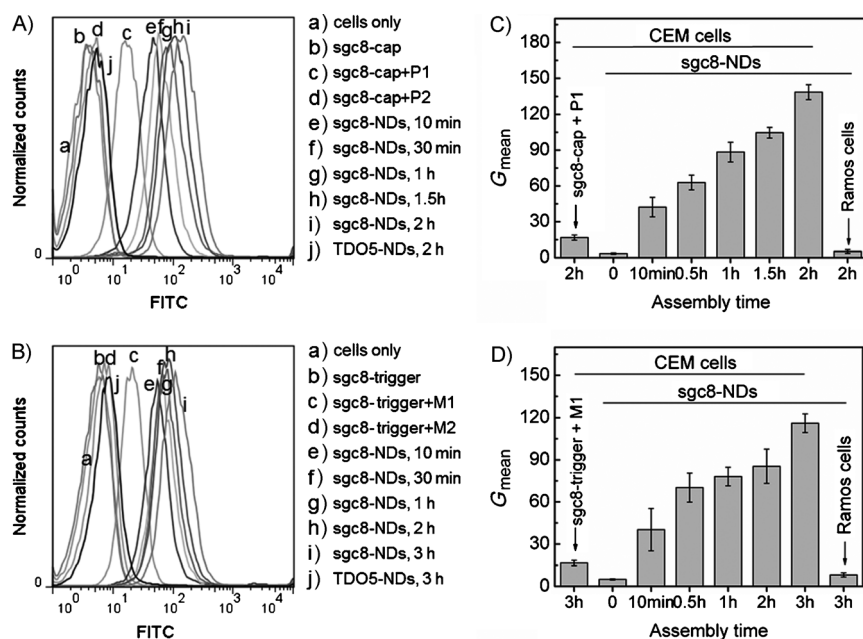 A)
Normalized counts
0
a
b
d
j
c
e
f
g
h
i
10^0
10^1
10^2
10^3
10^4
FITC
a) cells only
b) sgc8-cap
c) sgc8-cap+P1
d) sgc8-cap+P2
e) sgc8-NDs, 10 min
f) sgc8-NDs, 30 min
g) sgc8-NDs, 1 h
h) sgc8-NDs, 1.5h
i) sgc8-NDs, 2 h
j) TDO5-NDs, 2 h
C)
Gmean
180
150
120
90
60
30
0
CEM cells
sgc8-NDs
sgc8-cap + P1
Ramos cells
2h 0 10min 0.5h 1h 1.5h 2h 2h
Assembly time
B)
Normalized counts
0
a
b d
j
c
e
f
h
g
i
10^0
10^1
10^2
10^3
10^4
FITC
a) cells only
b) sgc8-trigger
c) sgc8-trigger+M1
d) sgc8-trigger+M2
e) sgc8-NDs, 10 min
f) sgc8-NDs, 30 min
g) sgc8-NDs, 1 h
h) sgc8-NDs, 2 h
i) sgc8-NDs, 3 h
j) TDO5-NDs, 3 h
D)
Gmean
150
120
90
60
30
0
CEM cells
sgc8-NDs
sgc8-trigger + M1
Ramos cells
3h 0 10min 0.5h 1h 2h 3h 3h
Assembly time